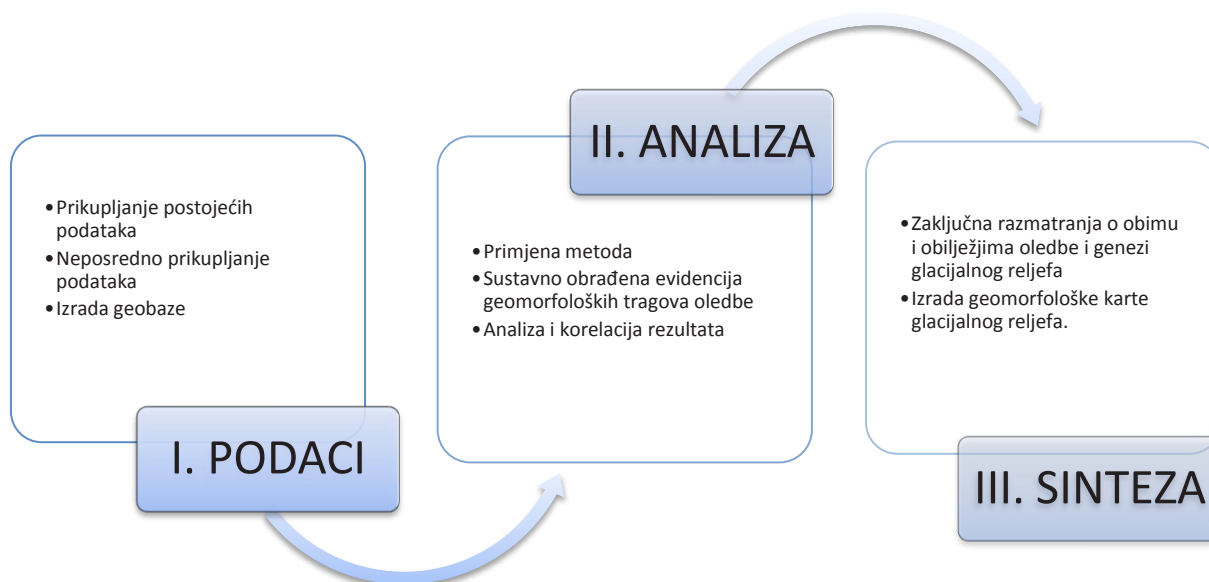 •Prikupljanje postojećih
podataka
•Neposredno prikupljanje
podataka
•Izrada geobaze
I. PODACI
II. ANALIZA
•Primjena metoda
•Sustavno obrađena evidencija
geomorfoloških tragova oledbe
•Analiza i korelacija rezultata
•Zaključna razmatranja o obimu
i obilježjima oledbe i genezi
glacijalnog reljefa
•Izrada geomorfološke karte
glacijalnog reljefa.
III. SINTEZA